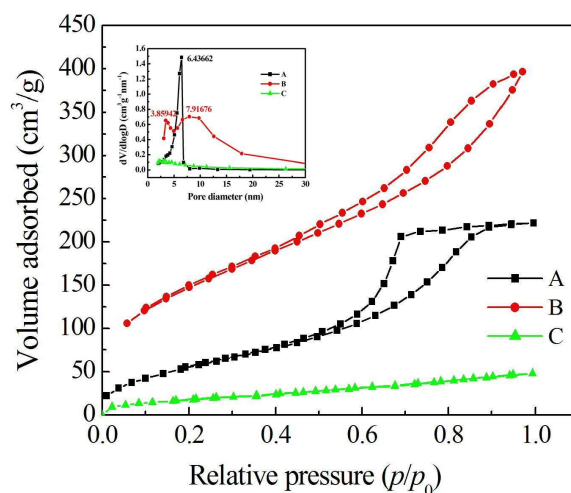 450
400
350
300
250
200
150
100
50
0
0.0 0.2 0.4 0.6 0.8 1.0
Volume adsorbed (cm³/g)
Relative pressure (p/p₀)
A
B
C
1.6
1.4
1.2
1.0
0.8
0.6
0.4
0.2
0.0
0 5 10 15 20 25 30
dV/dlogD (cm³g⁻¹nm⁻¹)
Pore diameter (nm)
6.43662
3.85942
7.91676
A
B
C